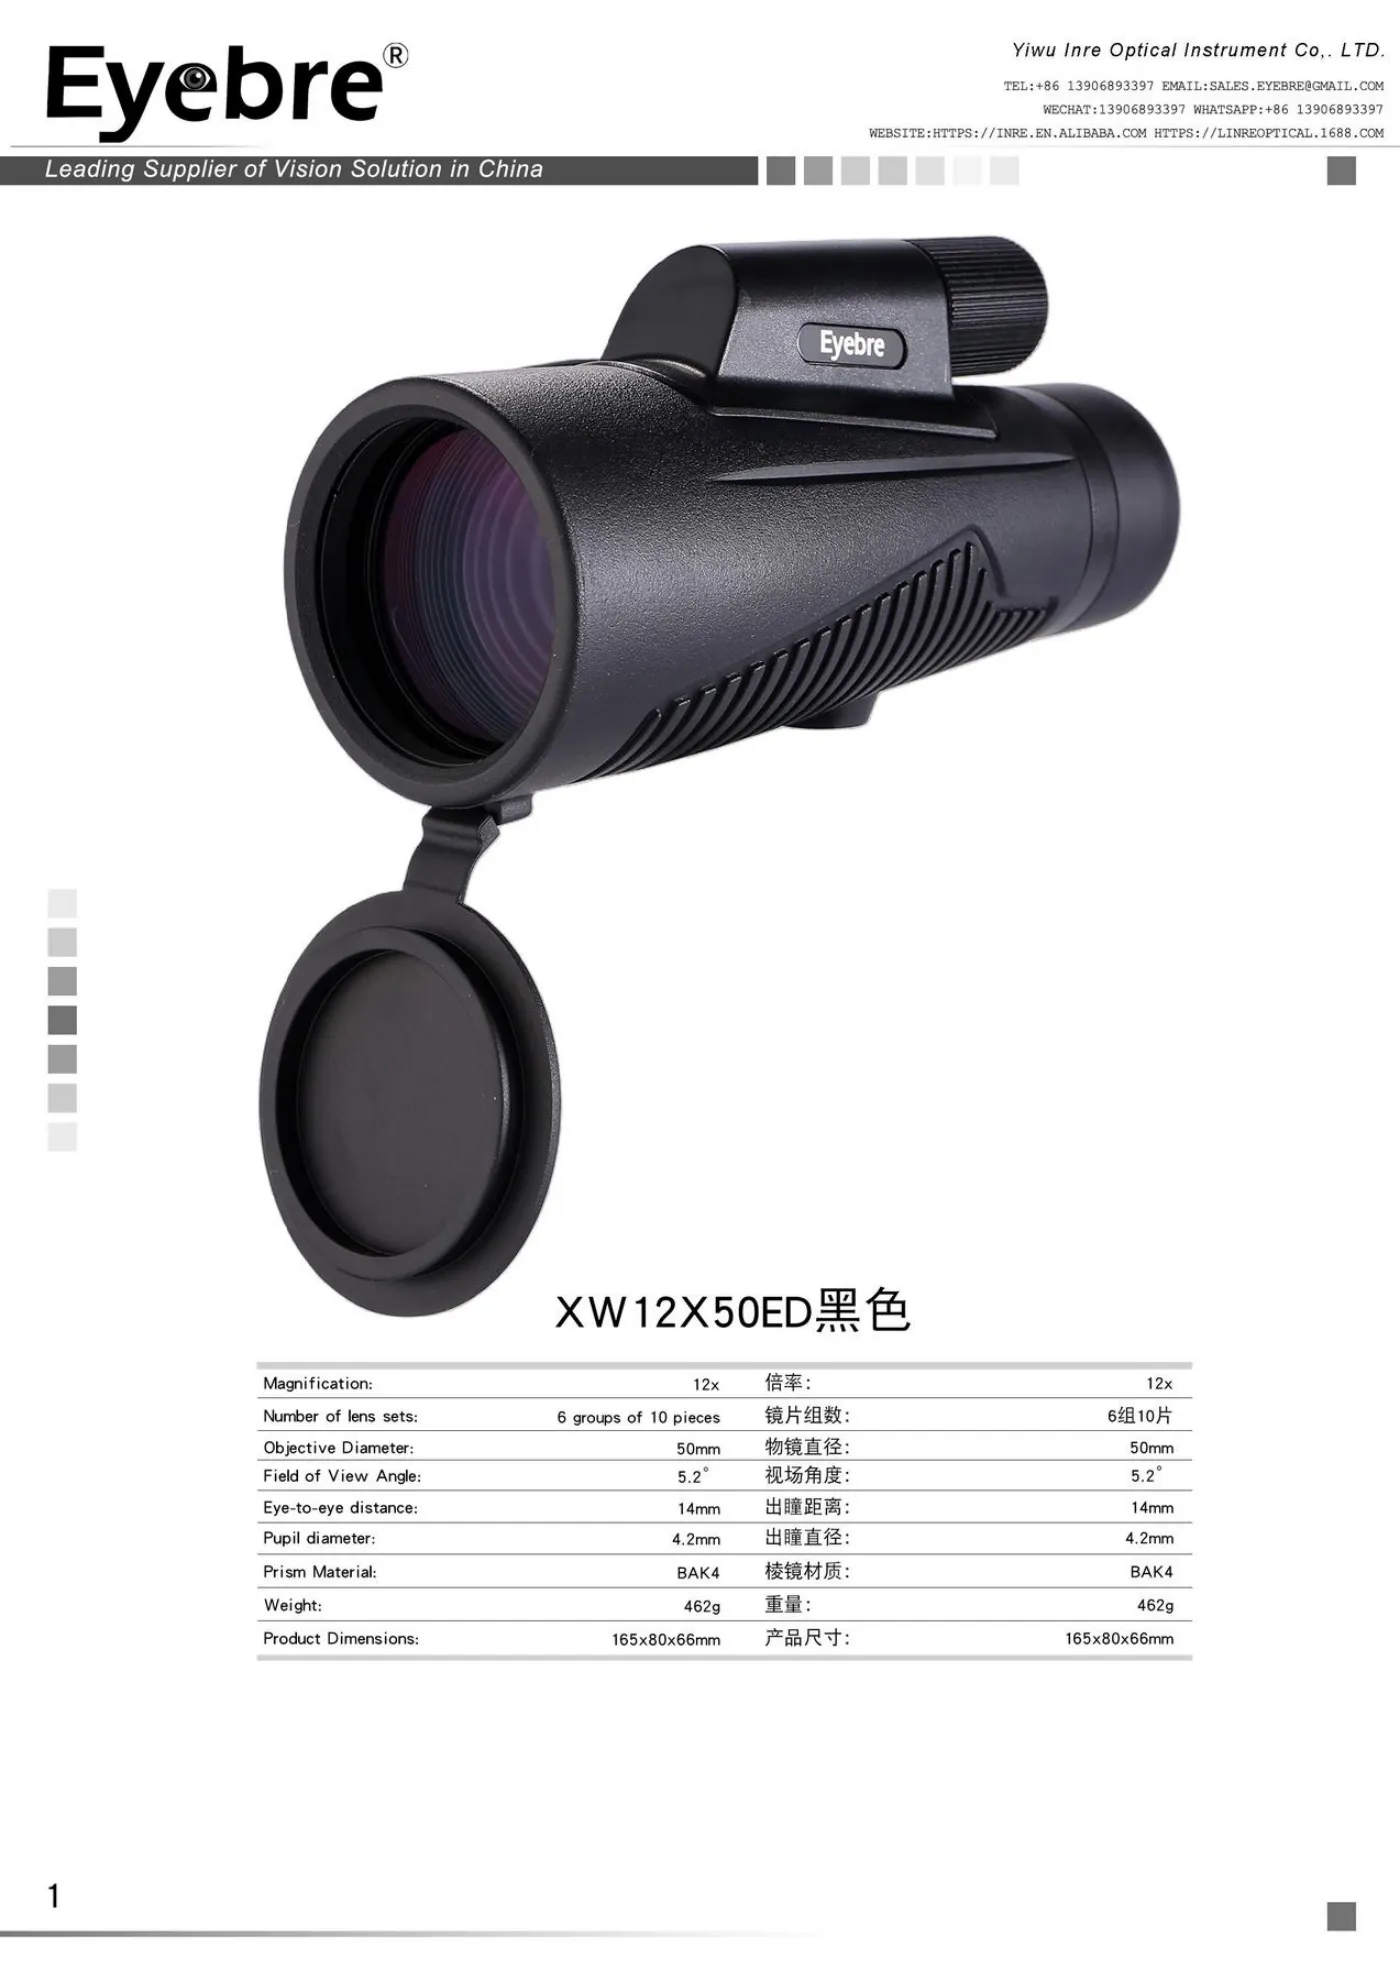 Eyebre®
Yiwu Inre Optical Instrument Co,. LTD.
TEL:+86 13906893397 EMAIL:SALES.EYEBRE@GMAIL.COM
WECHAT:13906893397 WHATSAPP:+86 13906893397
WEBSITE:HTTPS://INRE.EN.ALIBABA.COM HTTPS://LINREOPTICAL.1688.COM
Leading Supplier of Vision Solution in China
Eyebre
XW12X50ED黑色
Magnification: 12x 倍率: 12x
Number of lens sets: 6 groups of 10 pieces 镜片组数: 6组10片
Objective Diameter: 50mm 物镜直径: 50mm
Field of View Angle: 5.2° 视场角度: 5.2°
Eye-to-eye distance: 14mm 出瞳距离: 14mm
Pupil diameter: 4.2mm 出瞳直径: 4.2mm
Prism Material: BAK4 棱镜材质: BAK4
Weight: 462g 重量: 462g
Product Dimensions: 165x80x66mm 产品尺寸: 165x80x66mm
1